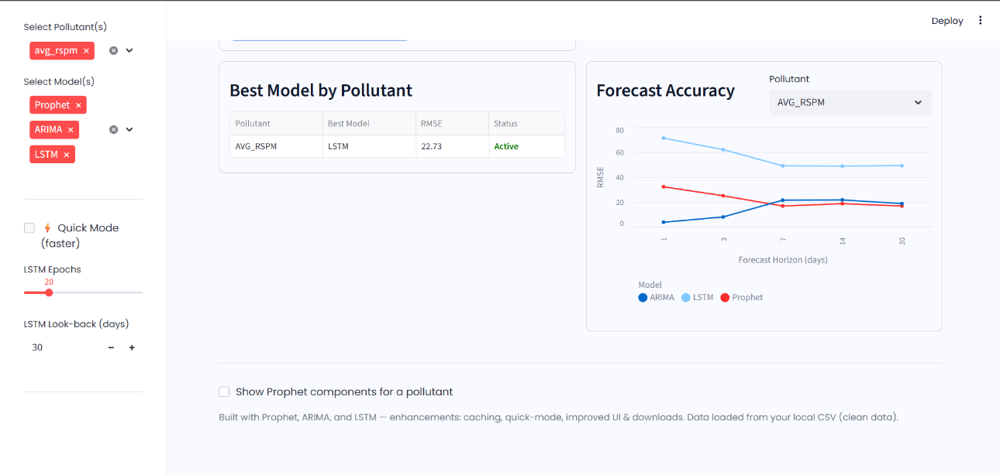 Select Pollutant(s)
avg_rspm ×
Select Model(s)
Prophet ×
ARIMA ×
LSTM ×
Quick Mode
(faster)
LSTM Epochs
20
LSTM Look-back (days)
30 − +
Deploy
Best Model by Pollutant
Pollutant Best Model RMSE Status
AVG_RSPM LSTM 22.73 Active
Forecast Accuracy
Pollutant
AVG_RSPM
80
60
40
20
0
RMSE
1 3 7 14 30
Forecast Horizon (days)
Model
ARIMA LSTM Prophet
Show Prophet components for a pollutant
Built with Prophet, ARIMA, and LSTM — enhancements: caching, quick-mode, improved UI & downloads. Data loaded from your local CSV (clean data).